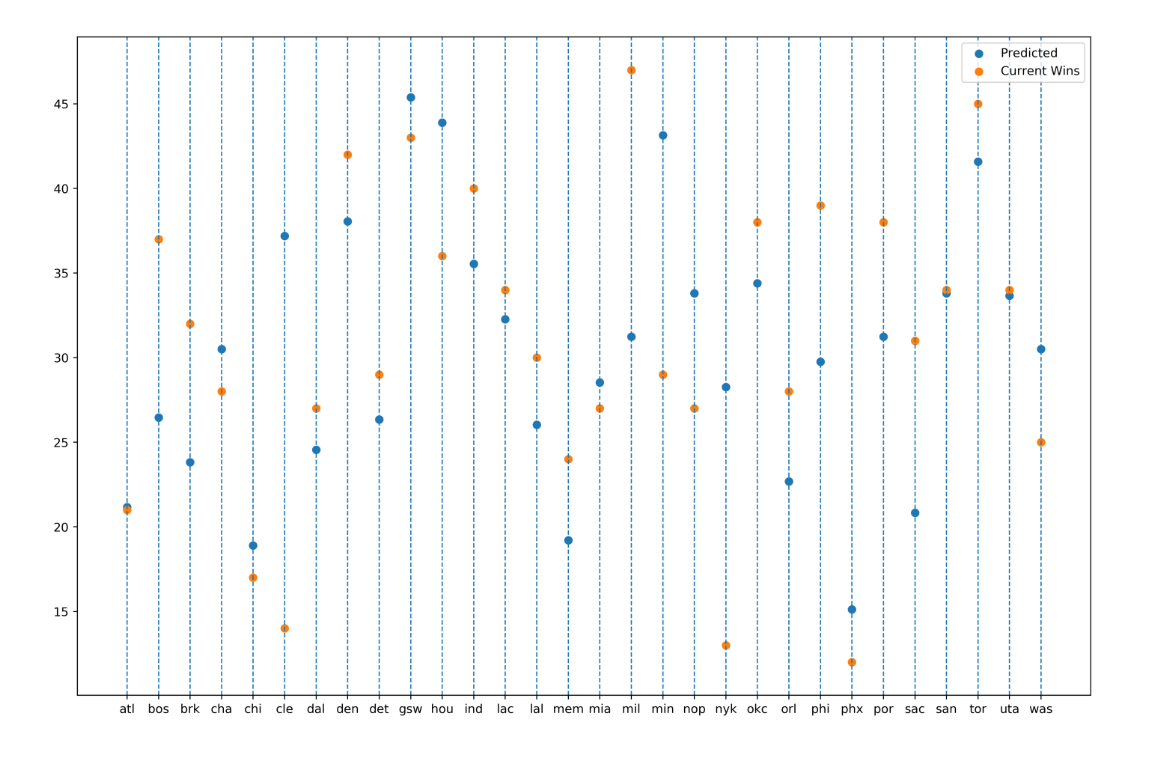 Predicted
Current Wins
45
40
35
30
25
20
15
atl bos brk cha chi cle dal den det gsw hou ind lac lal mem mia mil min nop nyk okc orl phi phx por sac san tor uta was